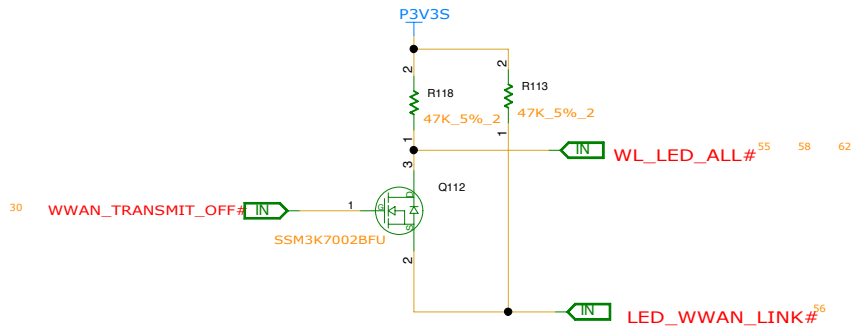 P3V3S
2 2
R118 R113
47K_5%_2 47K_5%_2
1 1
IN WL_LED_ALL# 55 58 62
3
D Q112
30 WWAN_TRANSMIT_OFF# IN 1 G
S
SSM3K7002BFU
2
IN LED_WWAN_LINK# 56